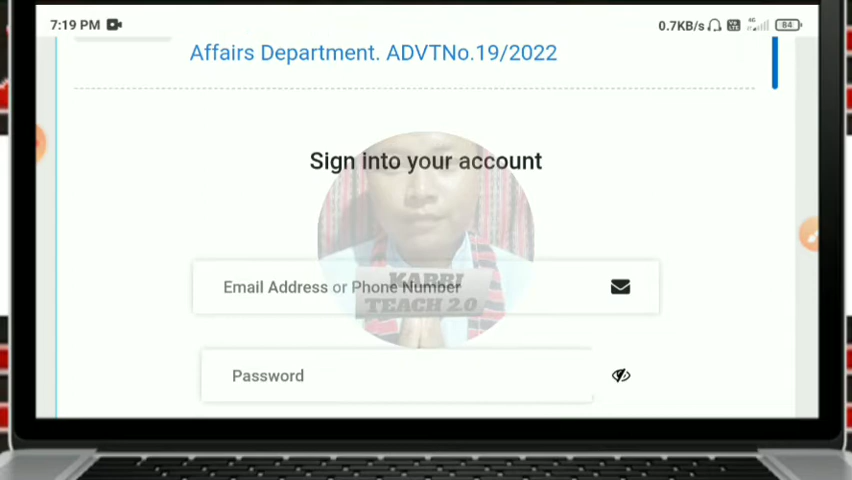 7:19 PM
0.7KB/s
4G
84
Affairs Department. ADVTNo.19/2022
Sign into your account
Email Address or Phone Number
KARBI
TEACH 2.0
Password